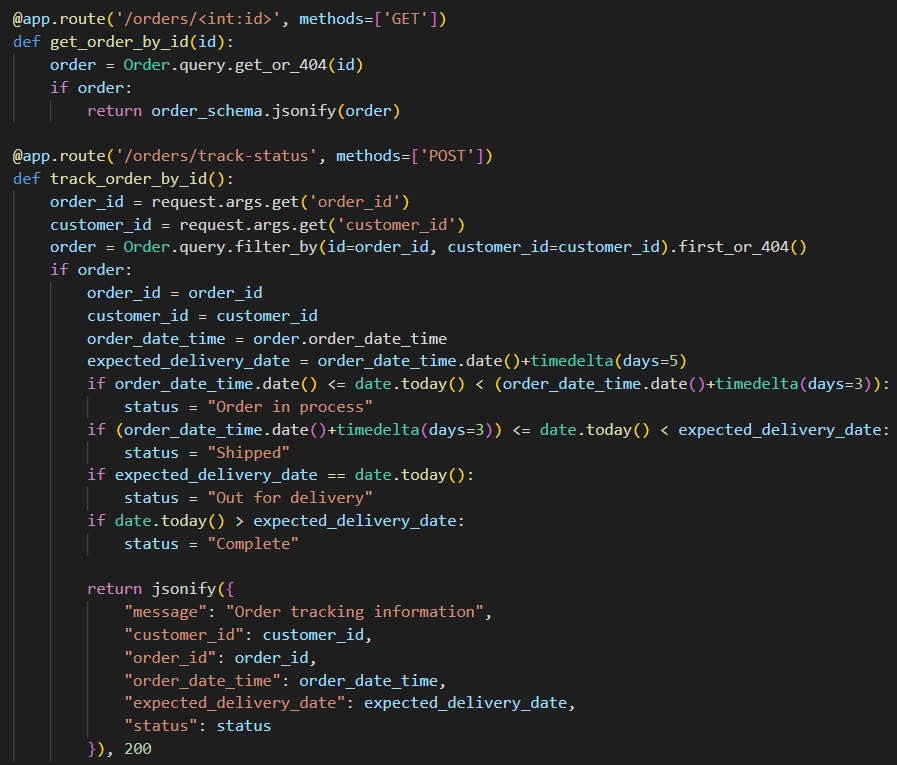 @app.route('/orders/<int:id>', methods=['GET'])
def get_order_by_id(id):
    order = Order.query.get_or_404(id)
    if order:
        return order_schema.jsonify(order)

@app.route('/orders/track-status', methods=['POST'])
def track_order_by_id():
    order_id = request.args.get('order_id')
    customer_id = request.args.get('customer_id')
    order = Order.query.filter_by(id=order_id, customer_id=customer_id).first_or_404()
    if order:
        order_id = order_id
        customer_id = customer_id
        order_date_time = order.order_date_time
        expected_delivery_date = order_date_time.date()+timedelta(days=5)
        if order_date_time.date() <= date.today() < (order_date_time.date()+timedelta(days=3)):
            status = "Order in process"
        if (order_date_time.date()+timedelta(days=3)) <= date.today() < expected_delivery_date:
            status = "Shipped"
        if expected_delivery_date == date.today():
            status = "Out for delivery"
        if date.today() > expected_delivery_date:
            status = "Complete"

        return jsonify({
            "message": "Order tracking information",
            "customer_id": customer_id,
            "order_id": order_id,
            "order_date_time": order_date_time,
            "expected_delivery_date": expected_delivery_date,
            "status": status
        }), 200